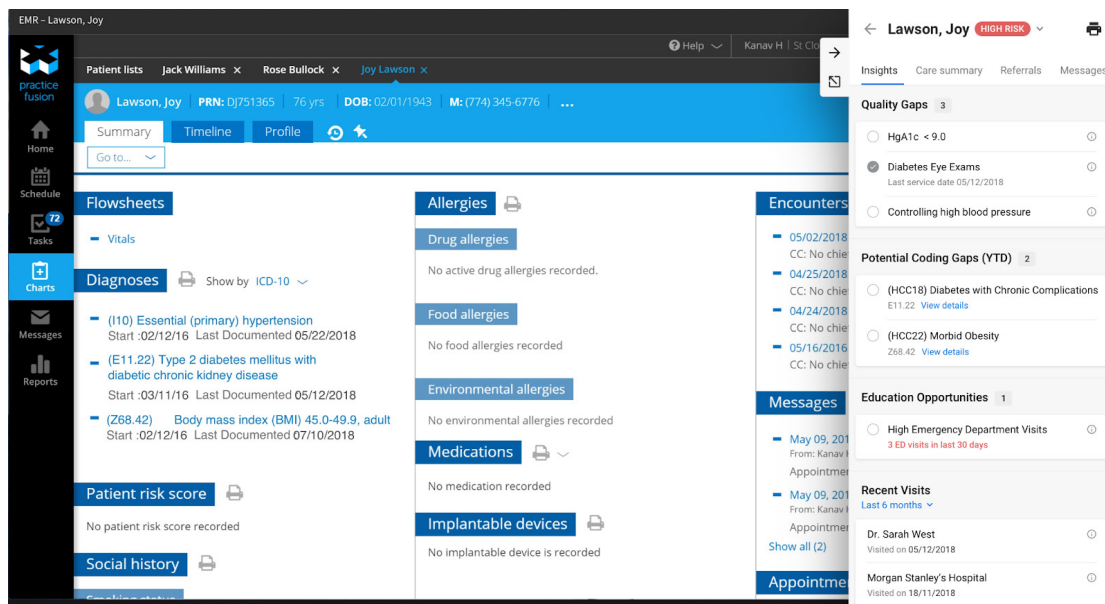 EMR – Lawson, Joy
Help
Kanav H | St Clo
Patient lists
Jack Williams x
Rose Bullock x
Joy Lawson x
practice
fusion
Home
Schedule
72
Tasks
Charts
Messages
Reports
Lawson, Joy | PRN: DJ751365 | 76 yrs | DOB: 02/01/1943 | M: (774) 345-6776 | ...
Summary
Timeline
Profile
Go to...
Flowsheets
Vitals
Diagnoses
Show by ICD-10
(I10) Essential (primary) hypertension
Start :02/12/16 Last Documented 05/22/2018
(E11.22) Type 2 diabetes mellitus with
diabetic chronic kidney disease
Start :03/11/16 Last Documented 05/12/2018
(Z68.42) Body mass index (BMI) 45.0-49.9, adult
Start :02/12/16 Last Documented 07/10/2018
Patient risk score
No patient risk score recorded
Social history
Smoking status
Allergies
Drug allergies
No active drug allergies recorded.
Food allergies
No food allergies recorded
Environmental allergies
No environmental allergies recorded
Medications
No medication recorded
Implantable devices
No implantable device is recorded
Encounters
05/02/2018
CC: No chie
04/25/2018
CC: No chie
04/24/2018
CC: No chie
05/16/2016
CC: No chie
Messages
May 09, 201
From: Kanav
Appointmen
May 09, 201
From: Kanav
Appointmen
Show all (2)
Appointme
Lawson, Joy HIGH RISK
Insights
Care summary
Referrals
Messages
Quality Gaps 3
HgA1c < 9.0
Diabetes Eye Exams
Last service date 05/12/2018
Controlling high blood pressure
Potential Coding Gaps (YTD) 2
(HCC18) Diabetes with Chronic Complications
E11.22 View details
(HCC22) Morbid Obesity
Z68.42 View details
Education Opportunities 1
High Emergency Department Visits
3 ED visits in last 30 days
Recent Visits
Last 6 months
Dr. Sarah West
Visited on 05/12/2018
Morgan Stanley's Hospital
Visited on 18/11/2018